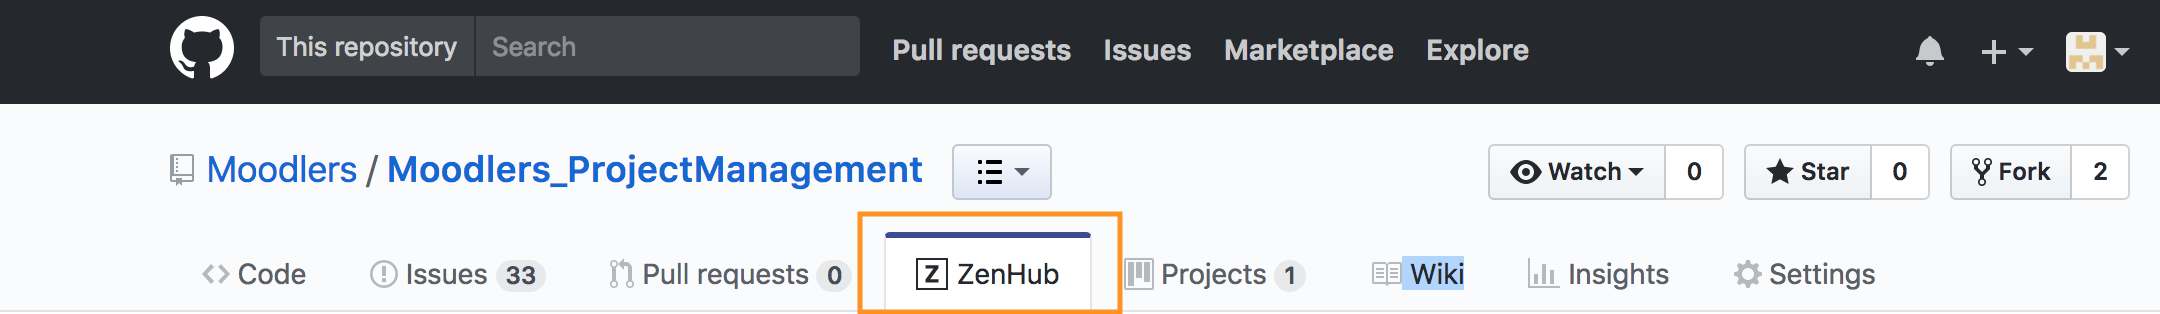 This repository Search Pull requests Issues Marketplace Explore
Moodlers / Moodlers_ProjectManagement Watch 0 Star 0 Fork 2
Code Issues 33 Pull requests 0 Z ZenHub Projects 1 Wiki Insights Settings